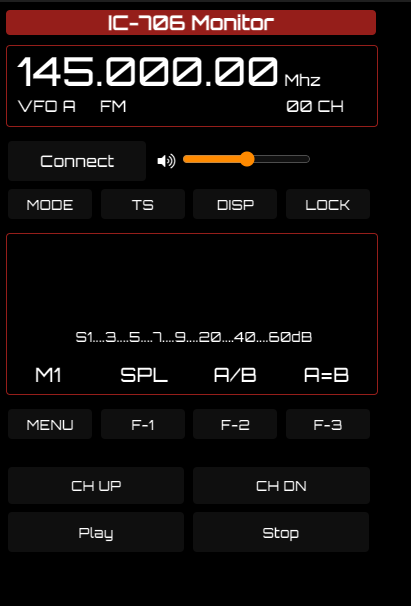 IC-706 Monitor
145.000.00 Mhz
VFO A FM 00 CH
Connect
MODE TS DISP LOCK
S1....3....5....7....9....20....40....60dB
M1 SPL A/B A=B
MENU F-1 F-2 F-3
CH UP CH DN
Play Stop